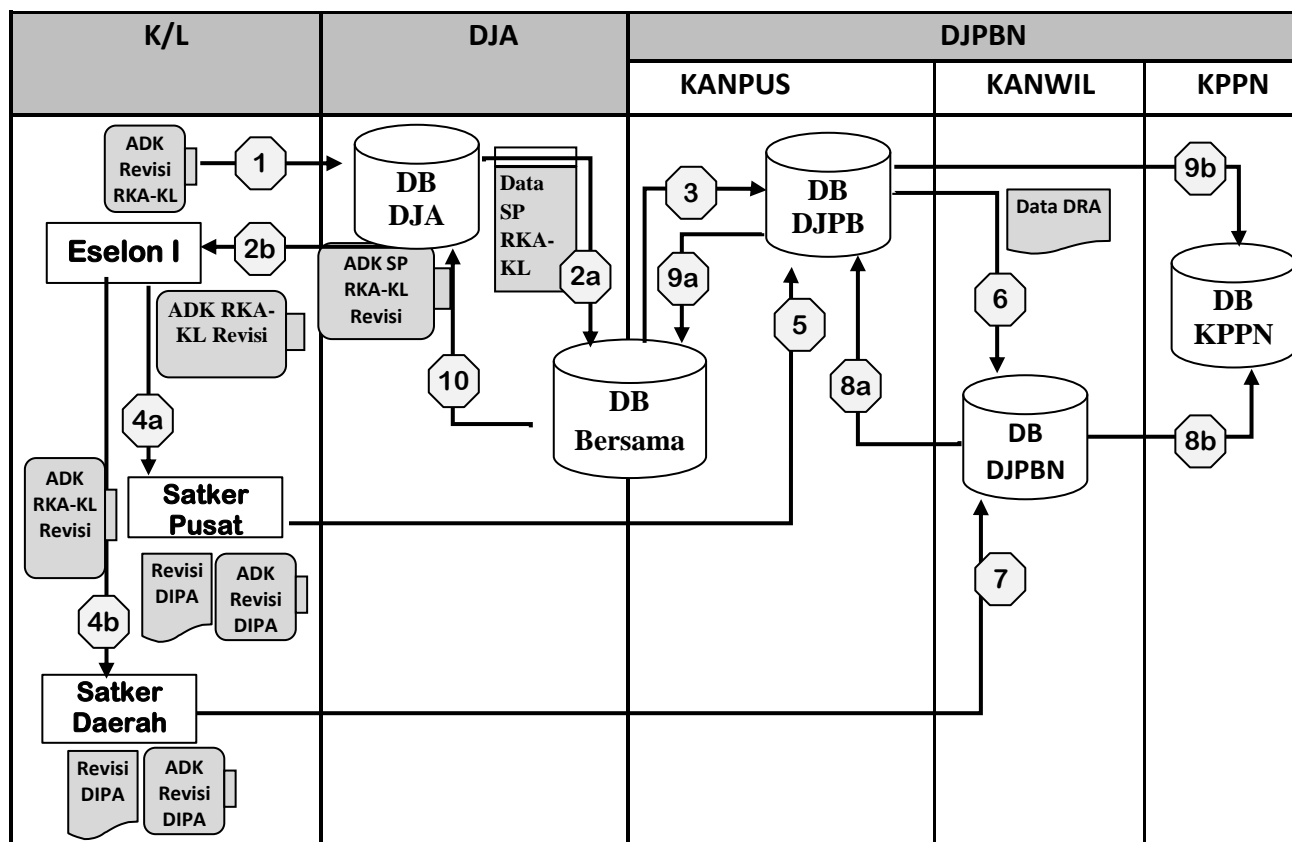 K/L
DJA
DJPBN
KANPUS
KANWIL
KPPN
ADK
Revisi
RKA-KL
1
DB
DJA
Data
SP
RKA-
KL
3
DB
DJPB
9b
Data DRA
Eselon I
2b
ADK SP
RKA-KL
Revisi
2a
9a
6
DB
KPPN
ADK RKA-
KL Revisi
5
10
8a
4a
DB
Bersama
DB
DJPBN
8b
ADK
RKA-KL
Revisi
Satker
Pusat
Revisi
DIPA
ADK
Revisi
DIPA
7
4b
Satker
Daerah
Revisi
DIPA
ADK
Revisi
DIPA